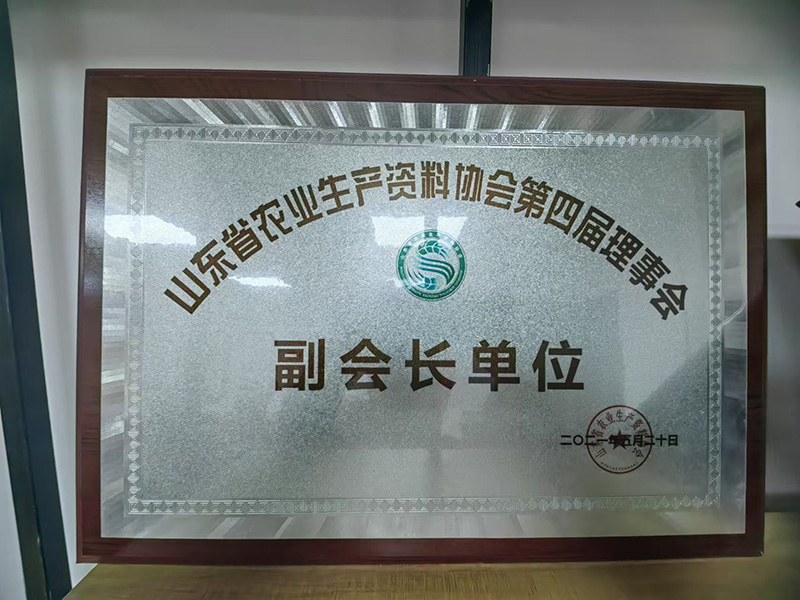 山东省农业生产资料协会第四届理事会
副会长单位
二〇二一年五月二十日